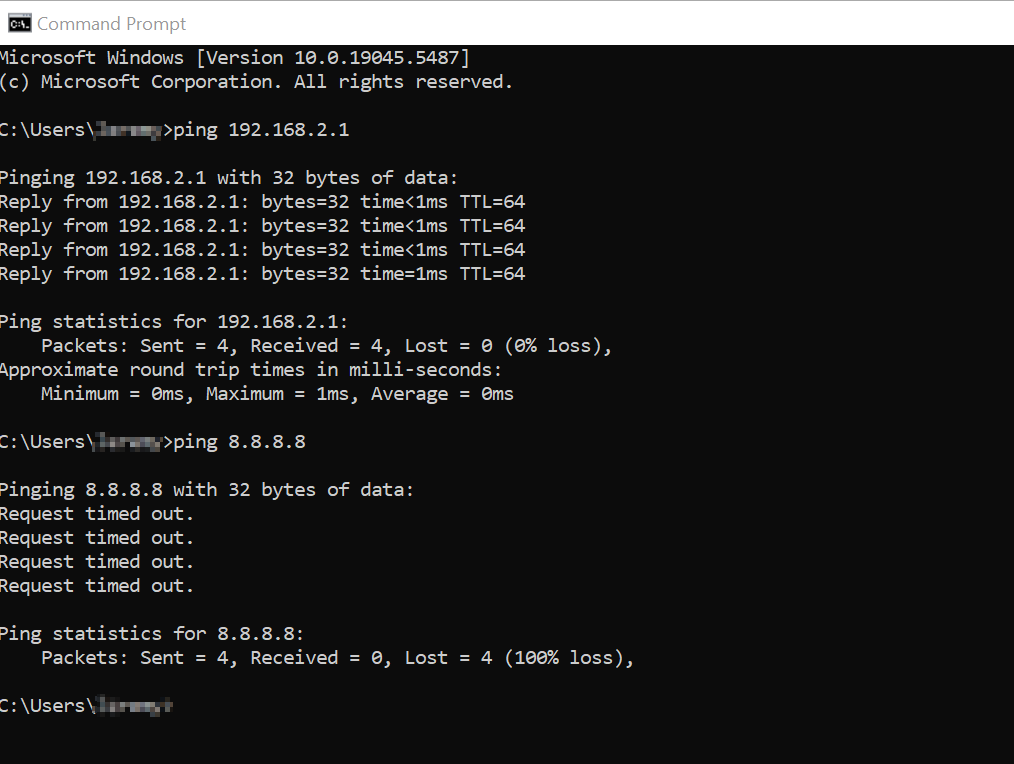 Command Prompt
Microsoft Windows [Version 10.0.19045.5487]
(c) Microsoft Corporation. All rights reserved.
C:\Users\>ping 192.168.2.1
Pinging 192.168.2.1 with 32 bytes of data:
Reply from 192.168.2.1: bytes=32 time<1ms TTL=64
Reply from 192.168.2.1: bytes=32 time<1ms TTL=64
Reply from 192.168.2.1: bytes=32 time<1ms TTL=64
Reply from 192.168.2.1: bytes=32 time=1ms TTL=64
Ping statistics for 192.168.2.1:
Packets: Sent = 4, Received = 4, Lost = 0 (0% loss),
Approximate round trip times in milli-seconds:
Minimum = 0ms, Maximum = 1ms, Average = 0ms
C:\Users\>ping 8.8.8.8
Pinging 8.8.8.8 with 32 bytes of data:
Request timed out.
Request timed out.
Request timed out.
Request timed out.
Ping statistics for 8.8.8.8:
Packets: Sent = 4, Received = 0, Lost = 4 (100% loss),
C:\Users\